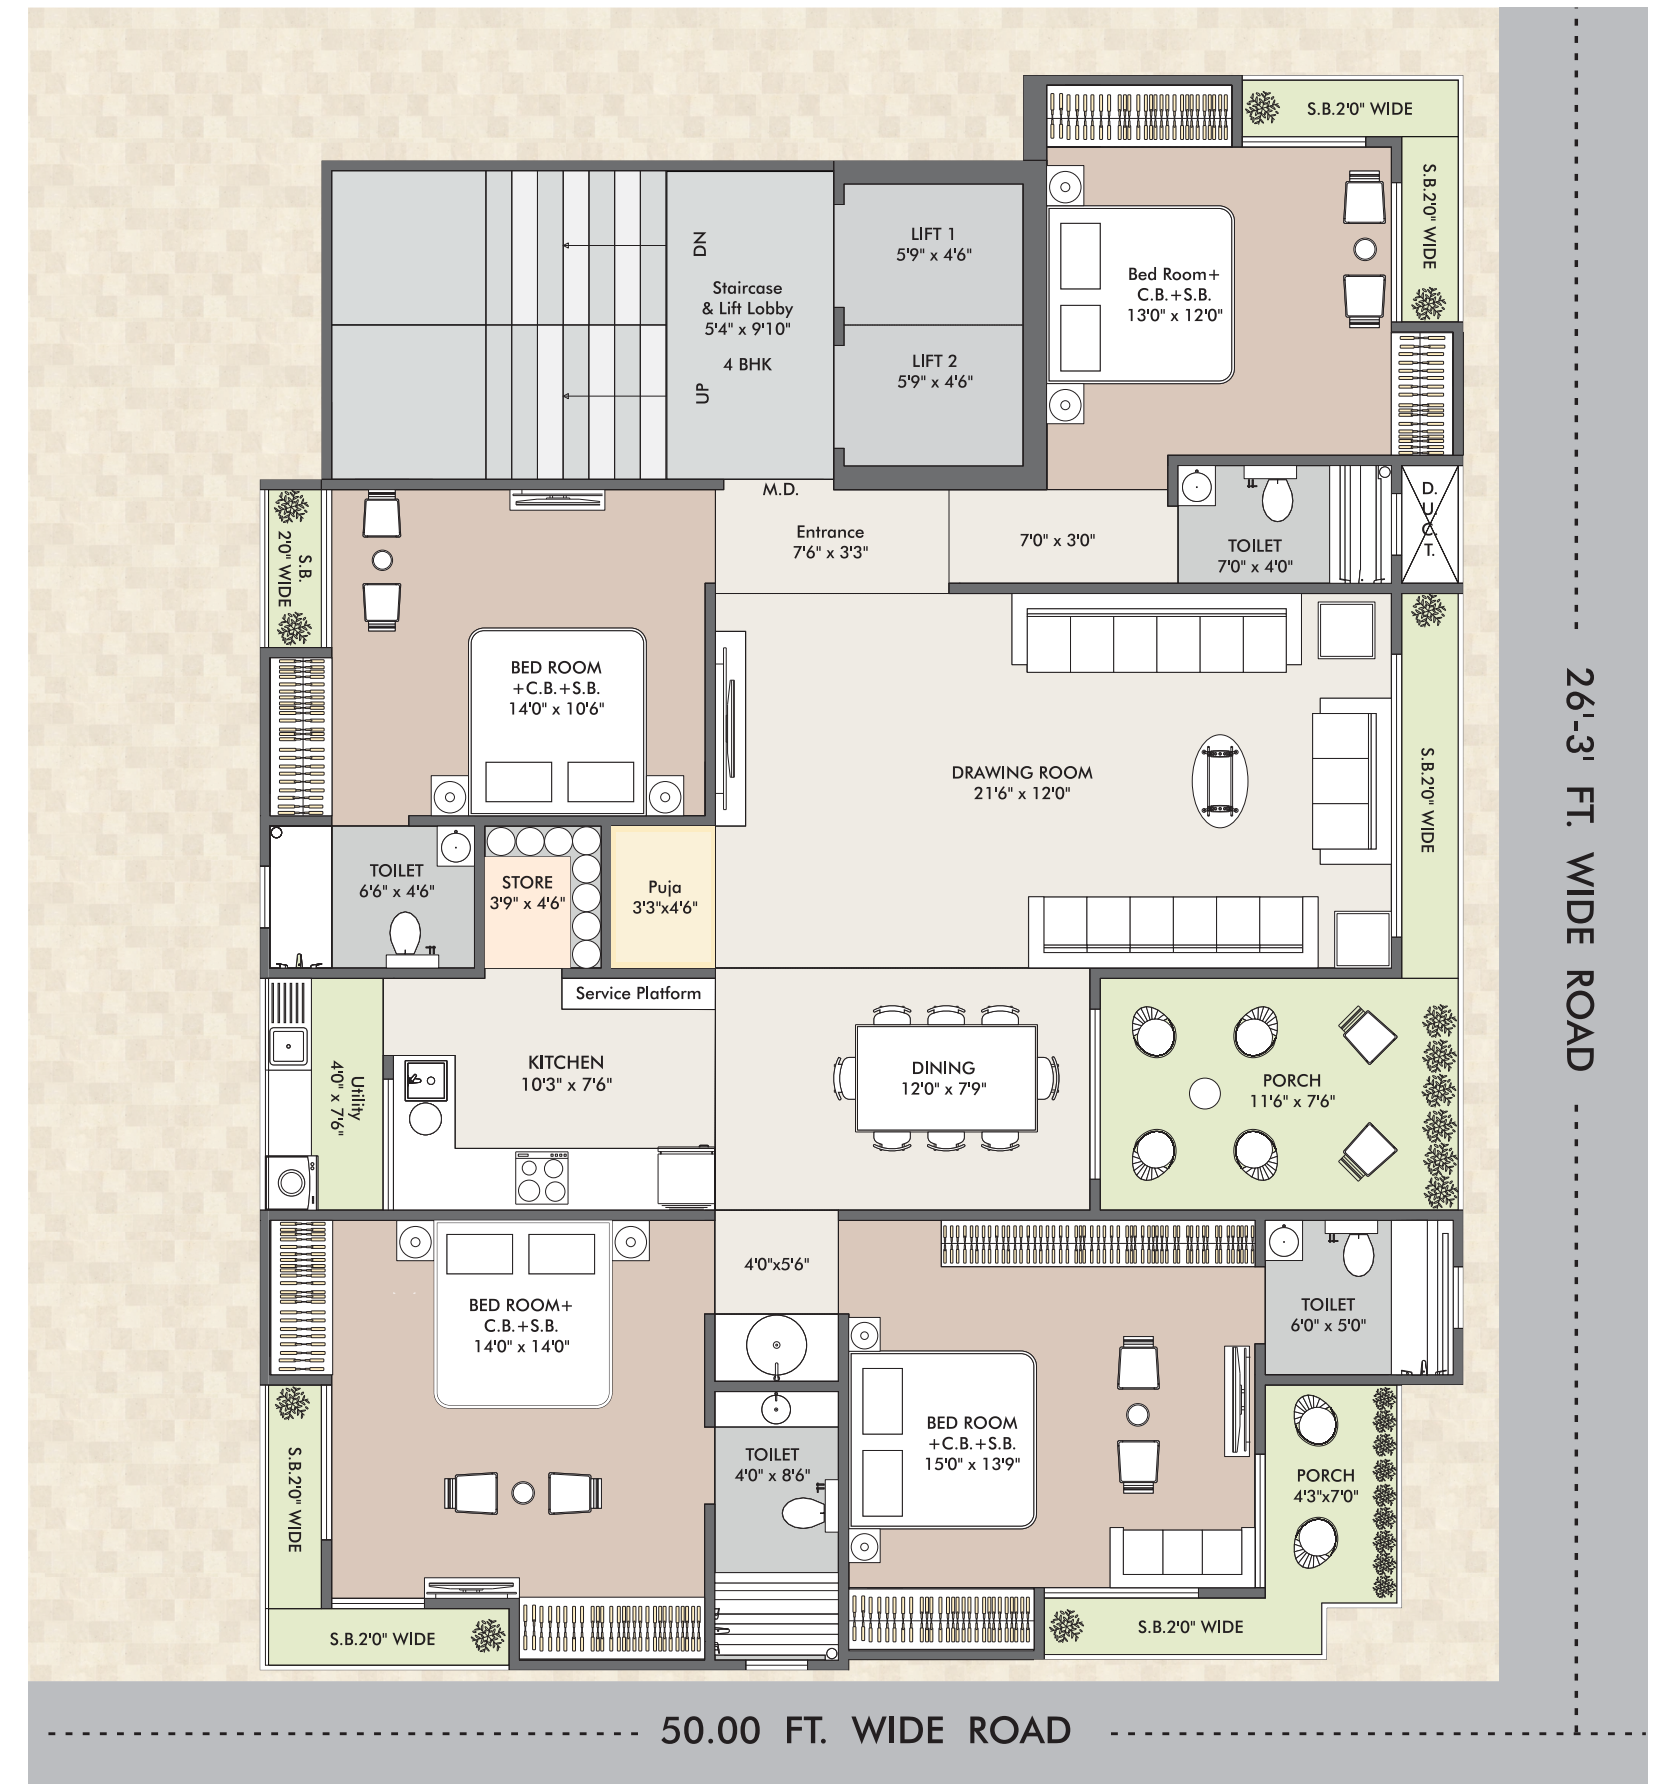 S.B.2'0" WIDE
S.B.2'0" WIDE
DN
LIFT 1
5'9" x 4'6"
Staircase
& Lift Lobby
5'4" x 9'10"
4 BHK
UP
LIFT 2
5'9" x 4'6"
Bed Room+
C.B.+S.B.
13'0" x 12'0"
M.D.
Entrance
7'6" x 3'3"
7'0" x 3'0"
TOILET
7'0" x 4'0"
D.
U.
C.
T.
S.B.
2'0" WIDE
BED ROOM
+C.B.+S.B.
14'0" x 10'6"
DRAWING ROOM
21'6" x 12'0"
S.B.2'0" WIDE
26'-3' FT. WIDE ROAD
TOILET
6'6" x 4'6"
STORE
3'9" x 4'6"
Puja
3'3"x4'6"
Service Platform
KITCHEN
10'3" x 7'6"
Utility
4'0" x 7'6"
DINING
12'0" x 7'9"
PORCH
11'6" x 7'6"
4'0"x5'6"
BED ROOM+
C.B.+S.B.
14'0" x 14'0"
TOILET
6'0" x 5'0"
BED ROOM
+C.B.+S.B.
15'0" x 13'9"
TOILET
4'0" x 8'6"
PORCH
4'3"x7'0"
S.B.2'0" WIDE
S.B.2'0" WIDE
S.B.2'0" WIDE
50.00 FT. WIDE ROAD